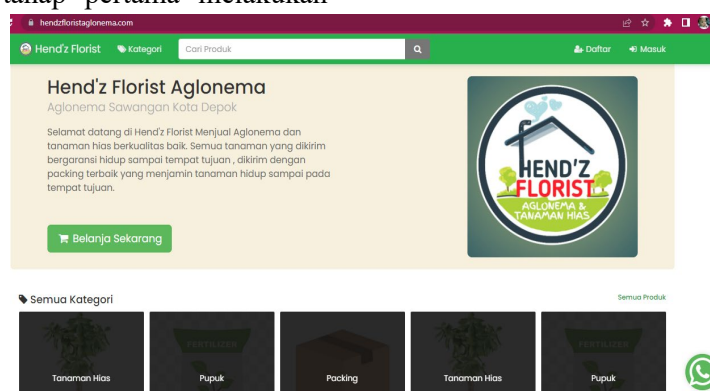 tahap pertama melakukan
hendzfloristaglonema.com
Hend'z Florist Kategori Cari Produk Daftar Masuk
Hend'z Florist Aglonema
Aglonema Sawangan Kota Depok
Selamat datang di Hend'z Florist Menjual Aglonema dan
tanaman hias berkualitas baik. Semua tanaman yang dikirim
bergaransi hidup sampai tempat tujuan , dikirim dengan
packing terbaik yang menjamin tanaman hidup sampai pada
tempat tujuan.
Belanja Sekarang
HEND'Z
FLORIST
AGLONEMA &
TANAMAN HIAS
Semua Kategori
Semua Produk
FERTILIZER
FERTILIZER
Tanaman Hias Pupuk Packing Tanaman Hias Pupuk